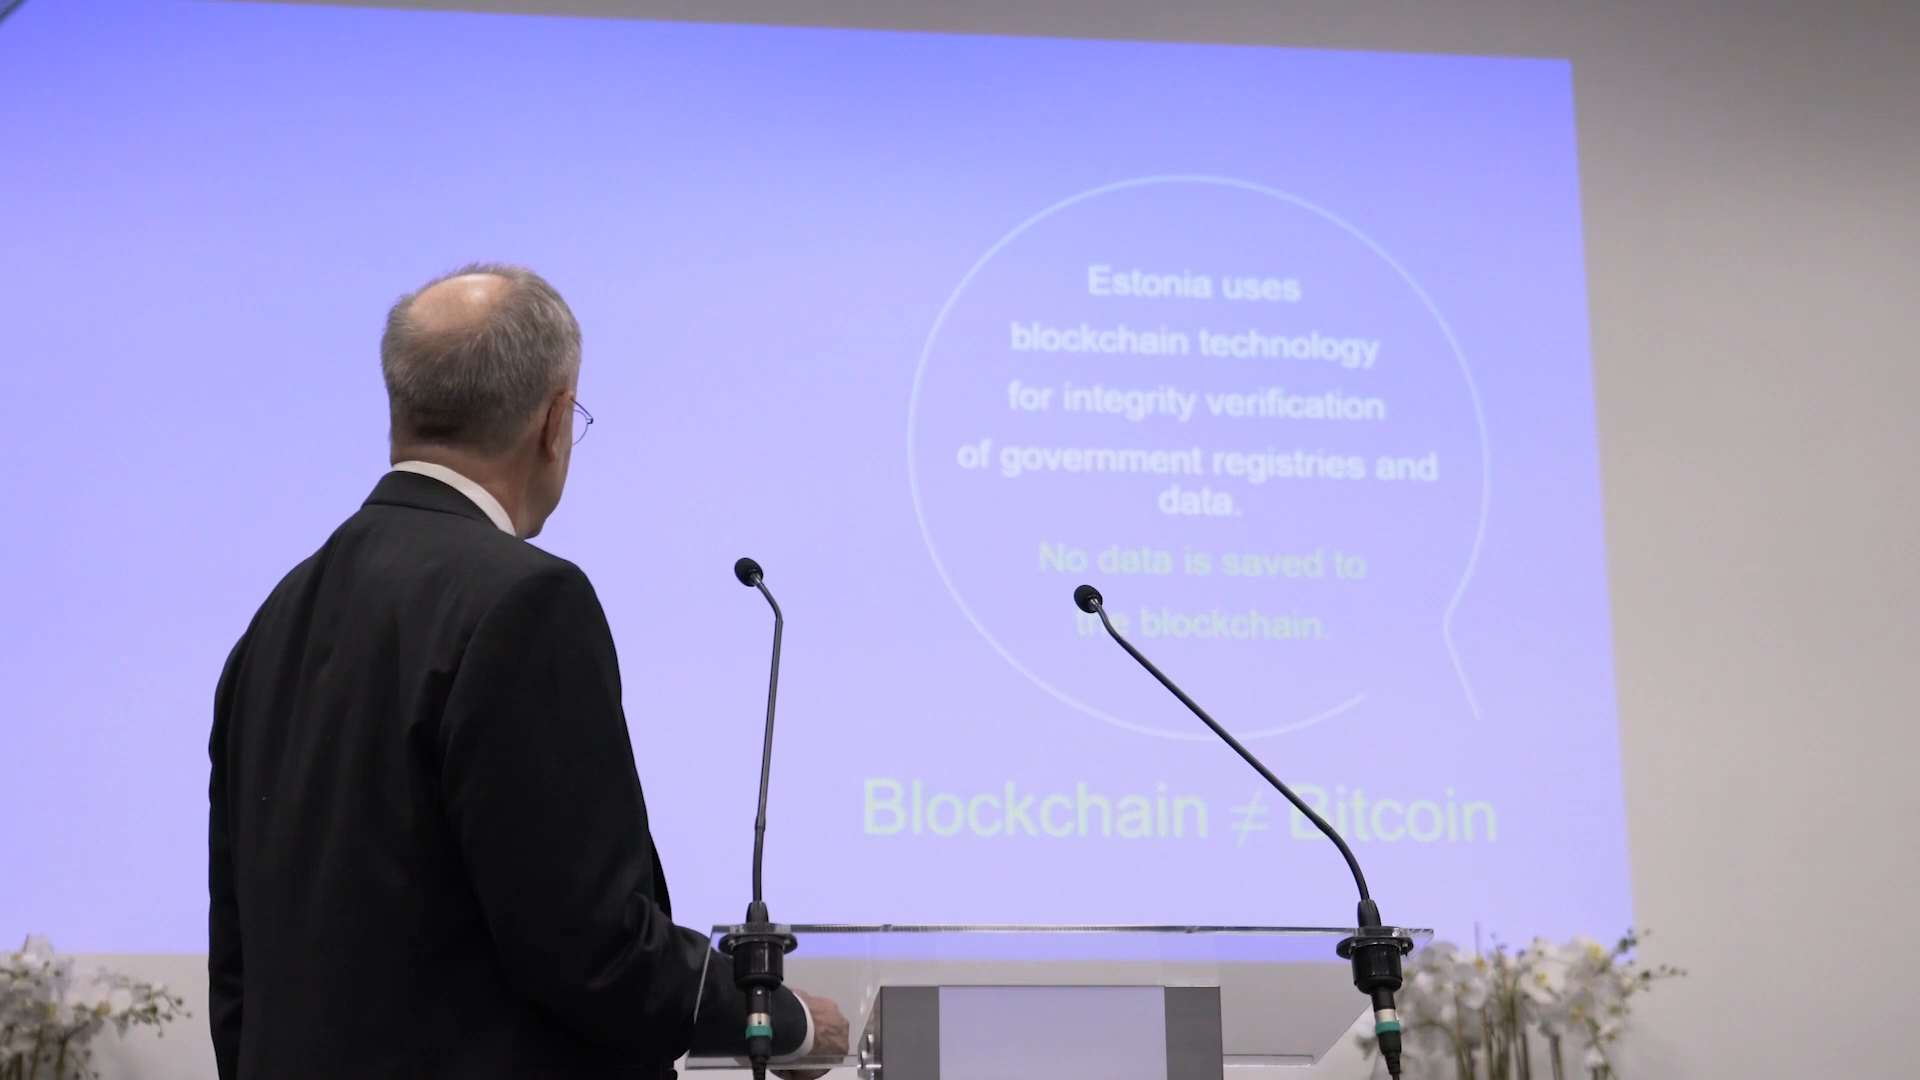 Estonia uses
blockchain technology
for integrity verification
of government registries and
data.
No data is saved to
the blockchain.
Blockchain ≠ Bitcoin